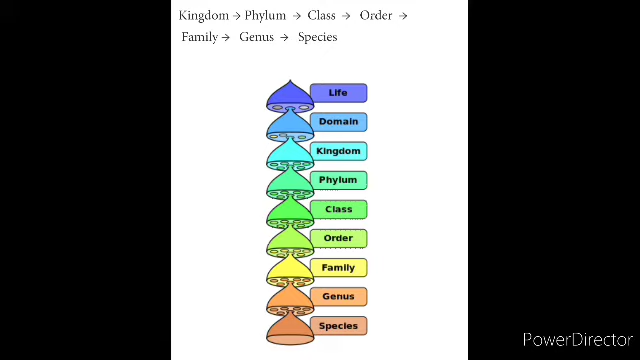 Kingdom → Phylum → Class → Order →
Family → Genus → Species
Life
Domain
Kingdom
Phylum
Class
Order
Family
Genus
Species
PowerDirector